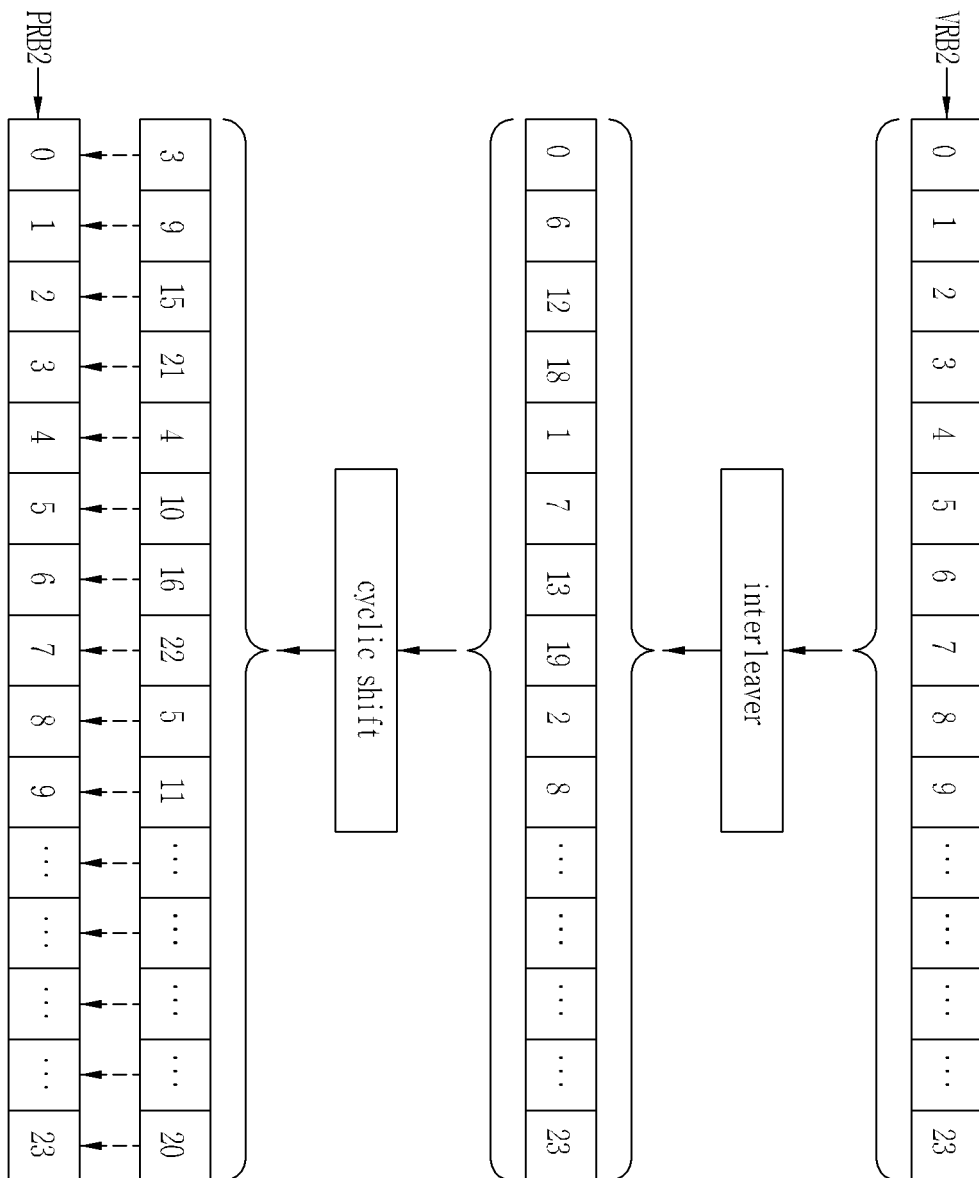 VRB2
0 1 2 3 4 5 6 7 8 9 ... ... ... ... 23
interleaver
0 6 12 18 1 7 13 19 2 8 ... ... ... ... 23
cyclic shift
3 9 15 21 4 10 16 22 5 11 ... ... ... ... 20
PRB2
0 1 2 3 4 5 6 7 8 9 ... ... ... ... 23